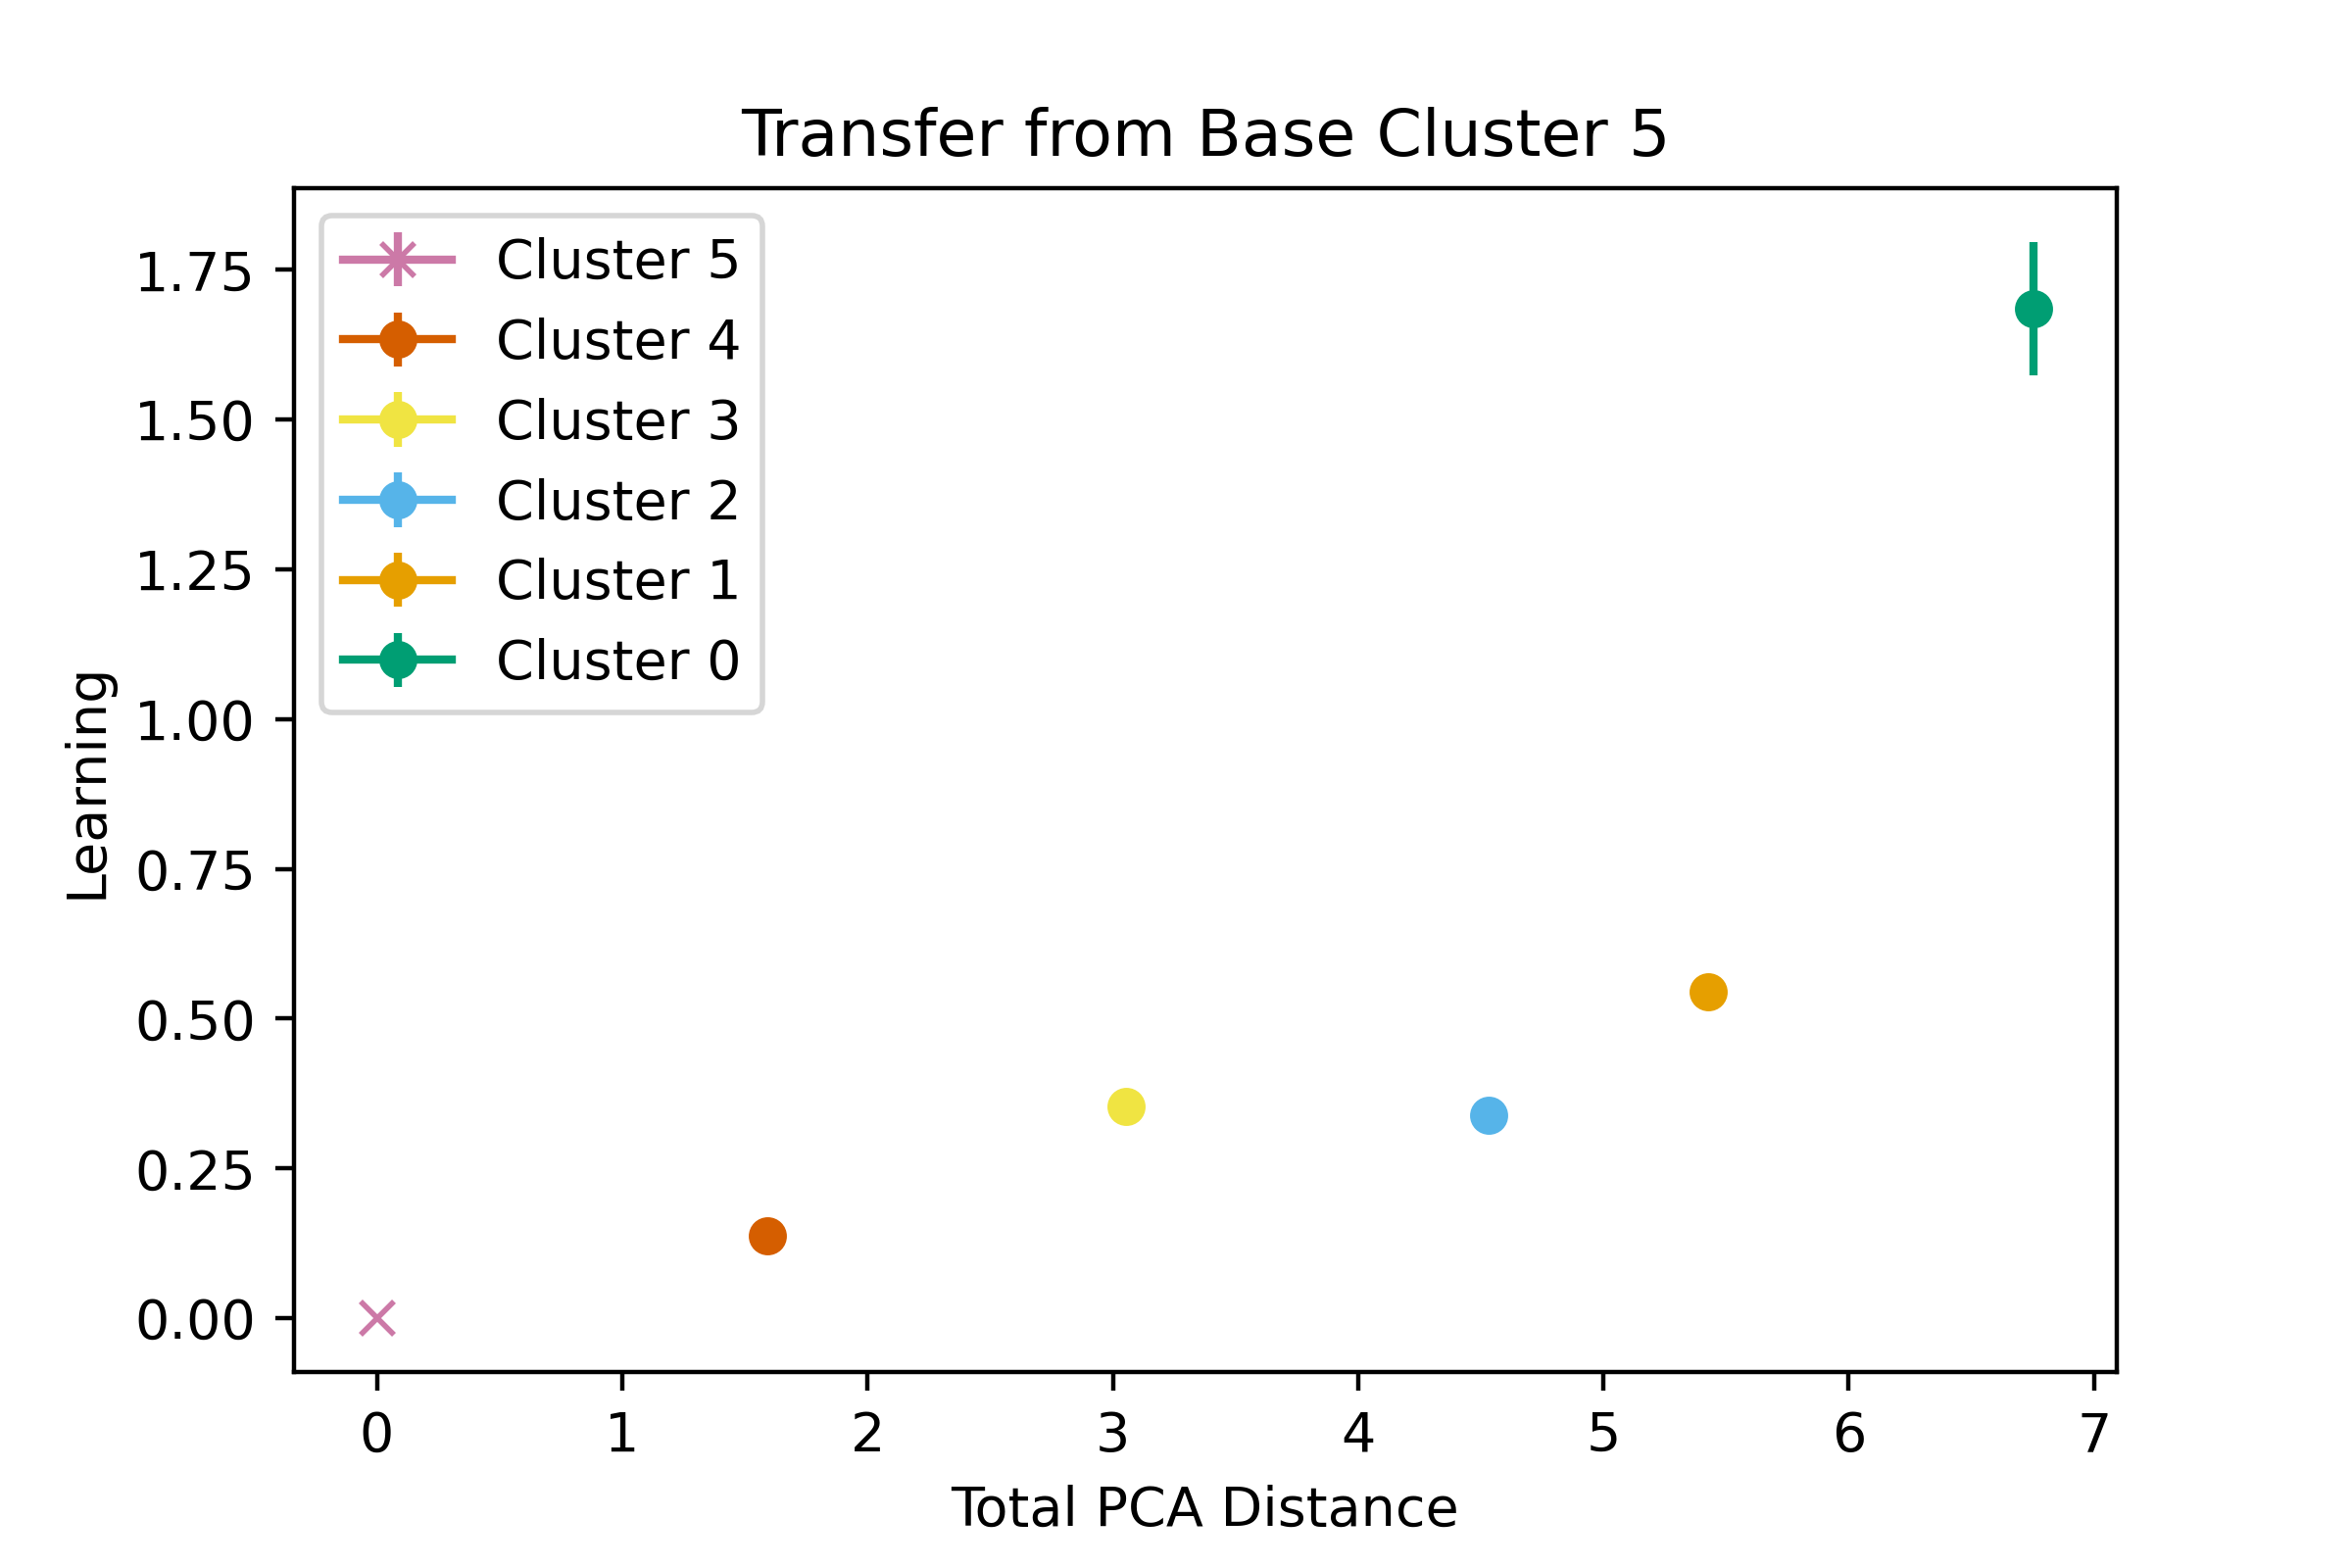 Transfer from Base Cluster 5
Cluster 5
Cluster 4
Cluster 3
Cluster 2
Cluster 1
Cluster 0
Learning
1.75
1.50
1.25
1.00
0.75
0.50
0.25
0.00
0 1 2 3 4 5 6 7
Total PCA Distance